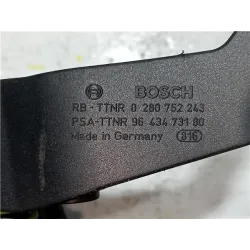 BOSCH
RB - TTNR 0 280 752 243
PSA-TTNR 96 434 731 80
Made in Germany 816